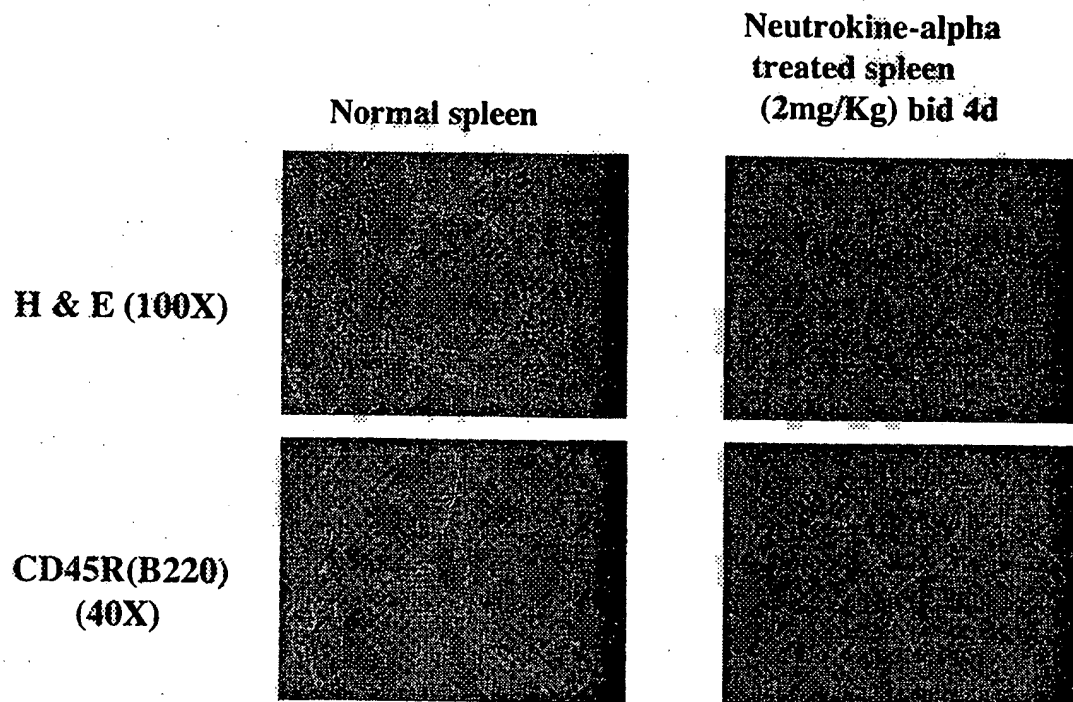 Neutrokine-alpha
treated spleen
(2mg/Kg) bid 4d
Normal spleen
H & E (100X)
CD45R(B220)
(40X)